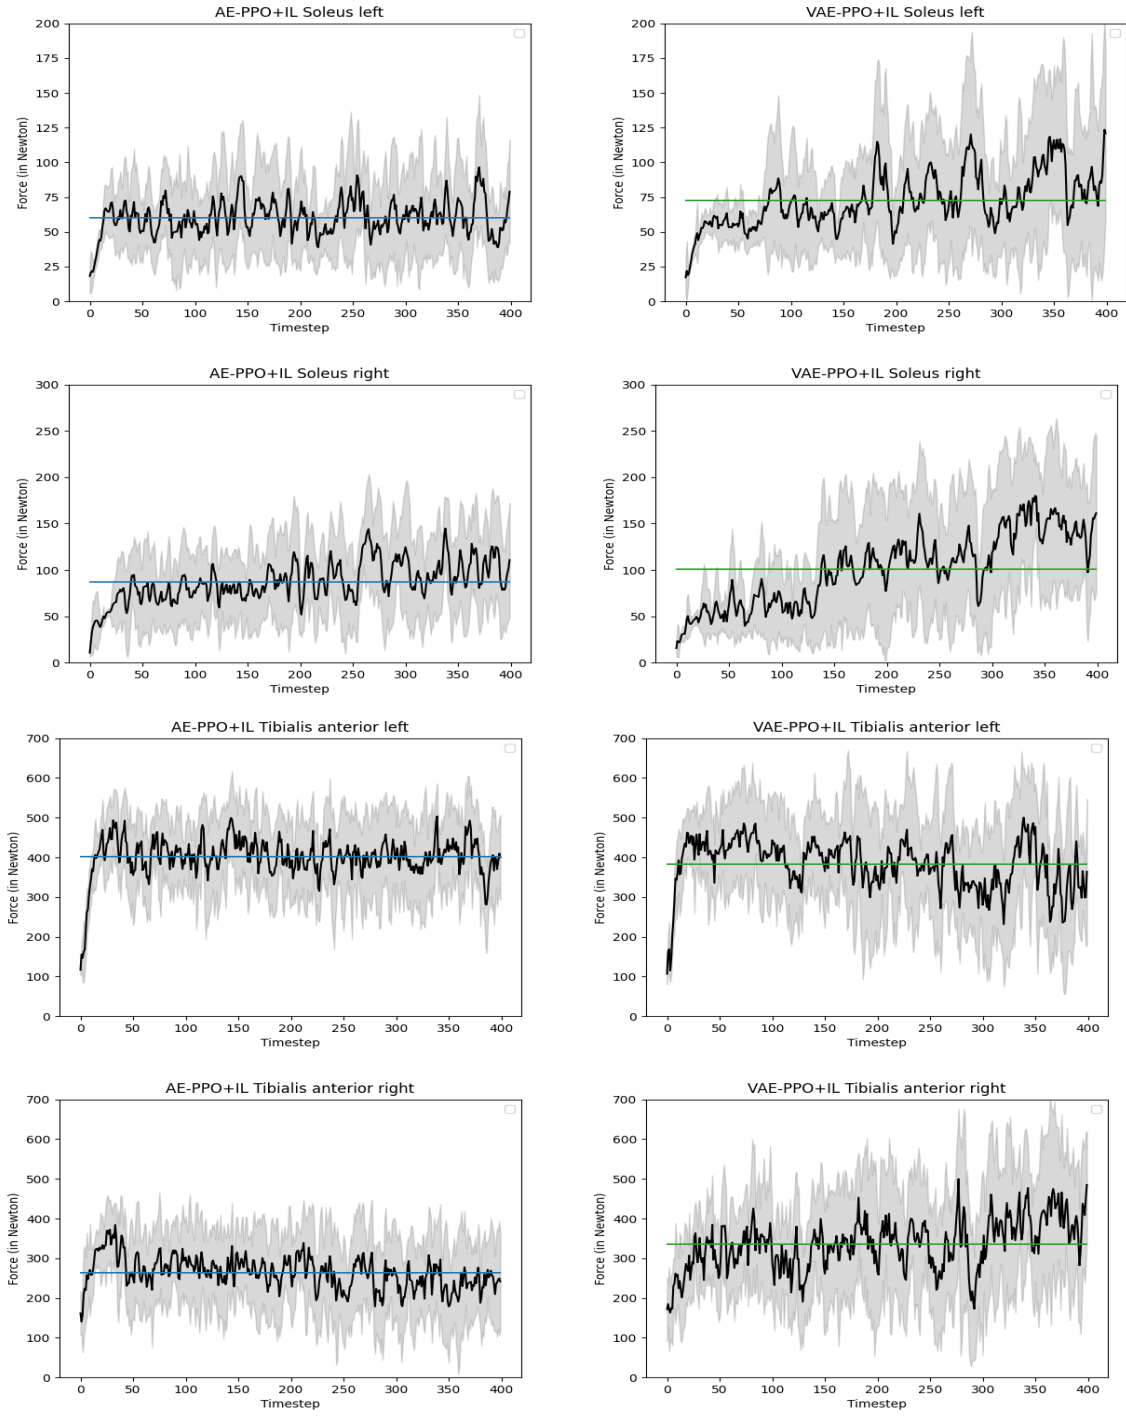 AE-PPO+IL Soleus left
200
175
150
125
100
75
50
25
0
Force (in Newton)
0 50 100 150 200 250 300 350 400
Timestep
VAE-PPO+IL Soleus left
200
175
150
125
100
75
50
25
0
Force (in Newton)
0 50 100 150 200 250 300 350 400
Timestep
AE-PPO+IL Soleus right
300
250
200
150
100
50
0
Force (in Newton)
0 50 100 150 200 250 300 350 400
Timestep
VAE-PPO+IL Soleus right
300
250
200
150
100
50
0
Force (in Newton)
0 50 100 150 200 250 300 350 400
Timestep
AE-PPO+IL Tibialis anterior left
700
600
500
400
300
200
100
0
Force (in Newton)
0 50 100 150 200 250 300 350 400
Timestep
VAE-PPO+IL Tibialis anterior left
700
600
500
400
300
200
100
0
Force (in Newton)
0 50 100 150 200 250 300 350 400
Timestep
AE-PPO+IL Tibialis anterior right
700
600
500
400
300
200
100
0
Force (in Newton)
0 50 100 150 200 250 300 350 400
Timestep
VAE-PPO+IL Tibialis anterior right
700
600
500
400
300
200
100
0
Force (in Newton)
0 50 100 150 200 250 300 350 400
Timestep